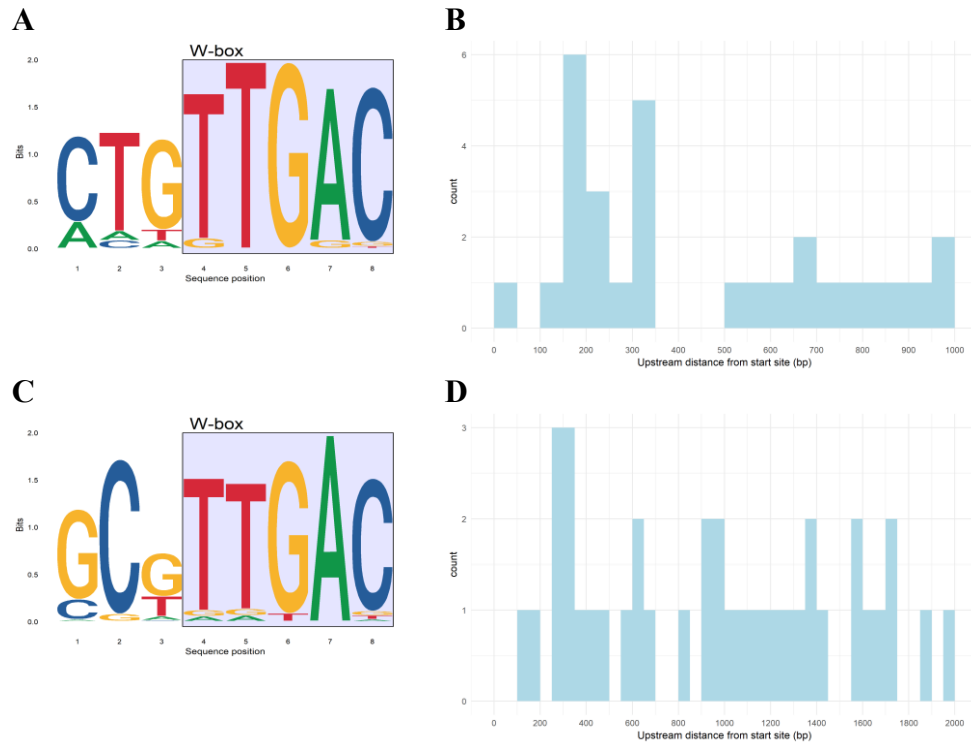 A
W-box
2.0
1.5
Bits
1.0
0.5
0.0
CTGTTGAC
A A T G G T
C A
1 2 3 4 5 6 7 8
Sequence position
B
6
4
count
2
0
0 100 200 300 400 500 600 700 800 900 1000
Upstream distance from start site (bp)
C
W-box
2.0
1.5
Bits
1.0
0.5
0.0
GCGTTGAC
1 2 3 4 5 6 7 8
Sequence position
D
3
2
count
1
0
0 200 400 600 800 1000 1200 1400 1600 1800 2000
Upstream distance from start site (bp)